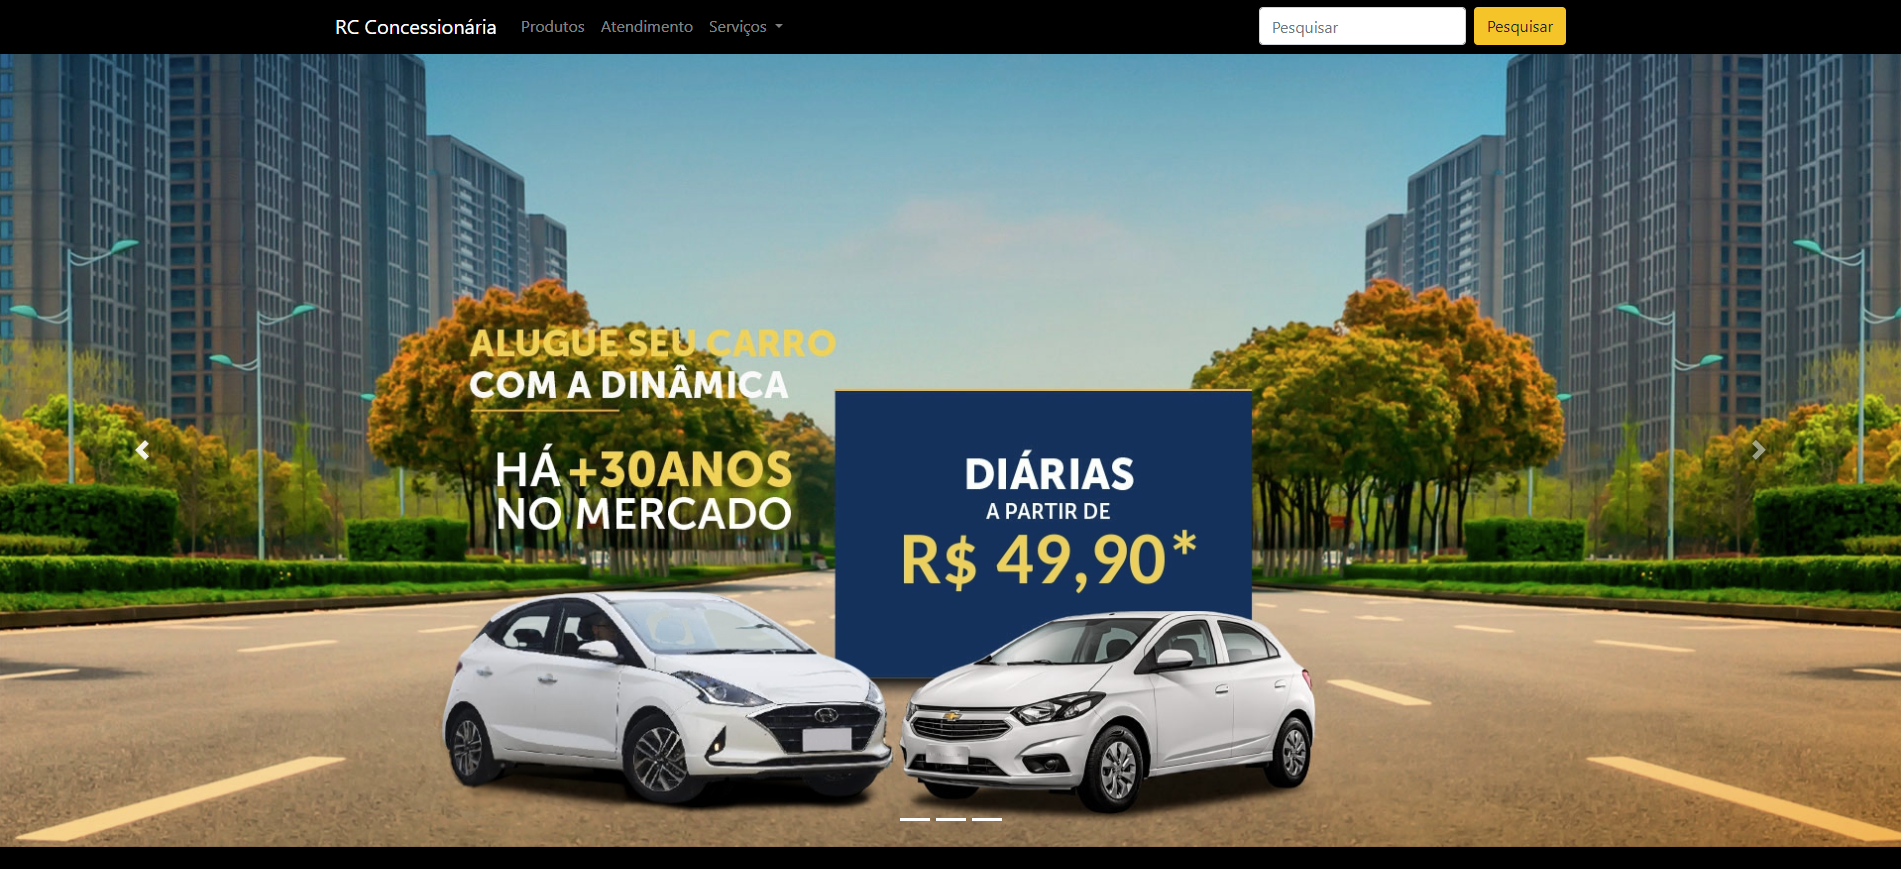 RC Concessionária
Produtos
Atendimento
Serviços
Pesquisar
Pesquisar
ALUGUE SEU CARRO
COM A DINÂMICA
HÁ +30ANOS
NO MERCADO
DIÁRIAS
A PARTIR DE
R$ 49,90*